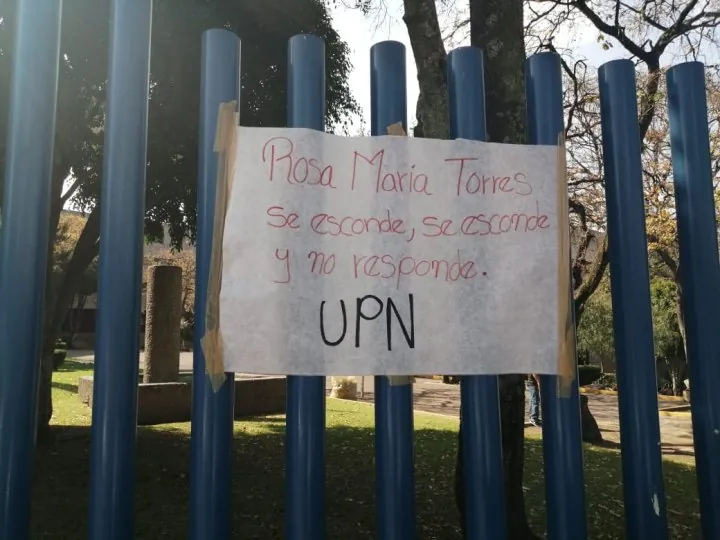 Rosa Maria Torres
se esconde, se esconde
y no responde.
UPN